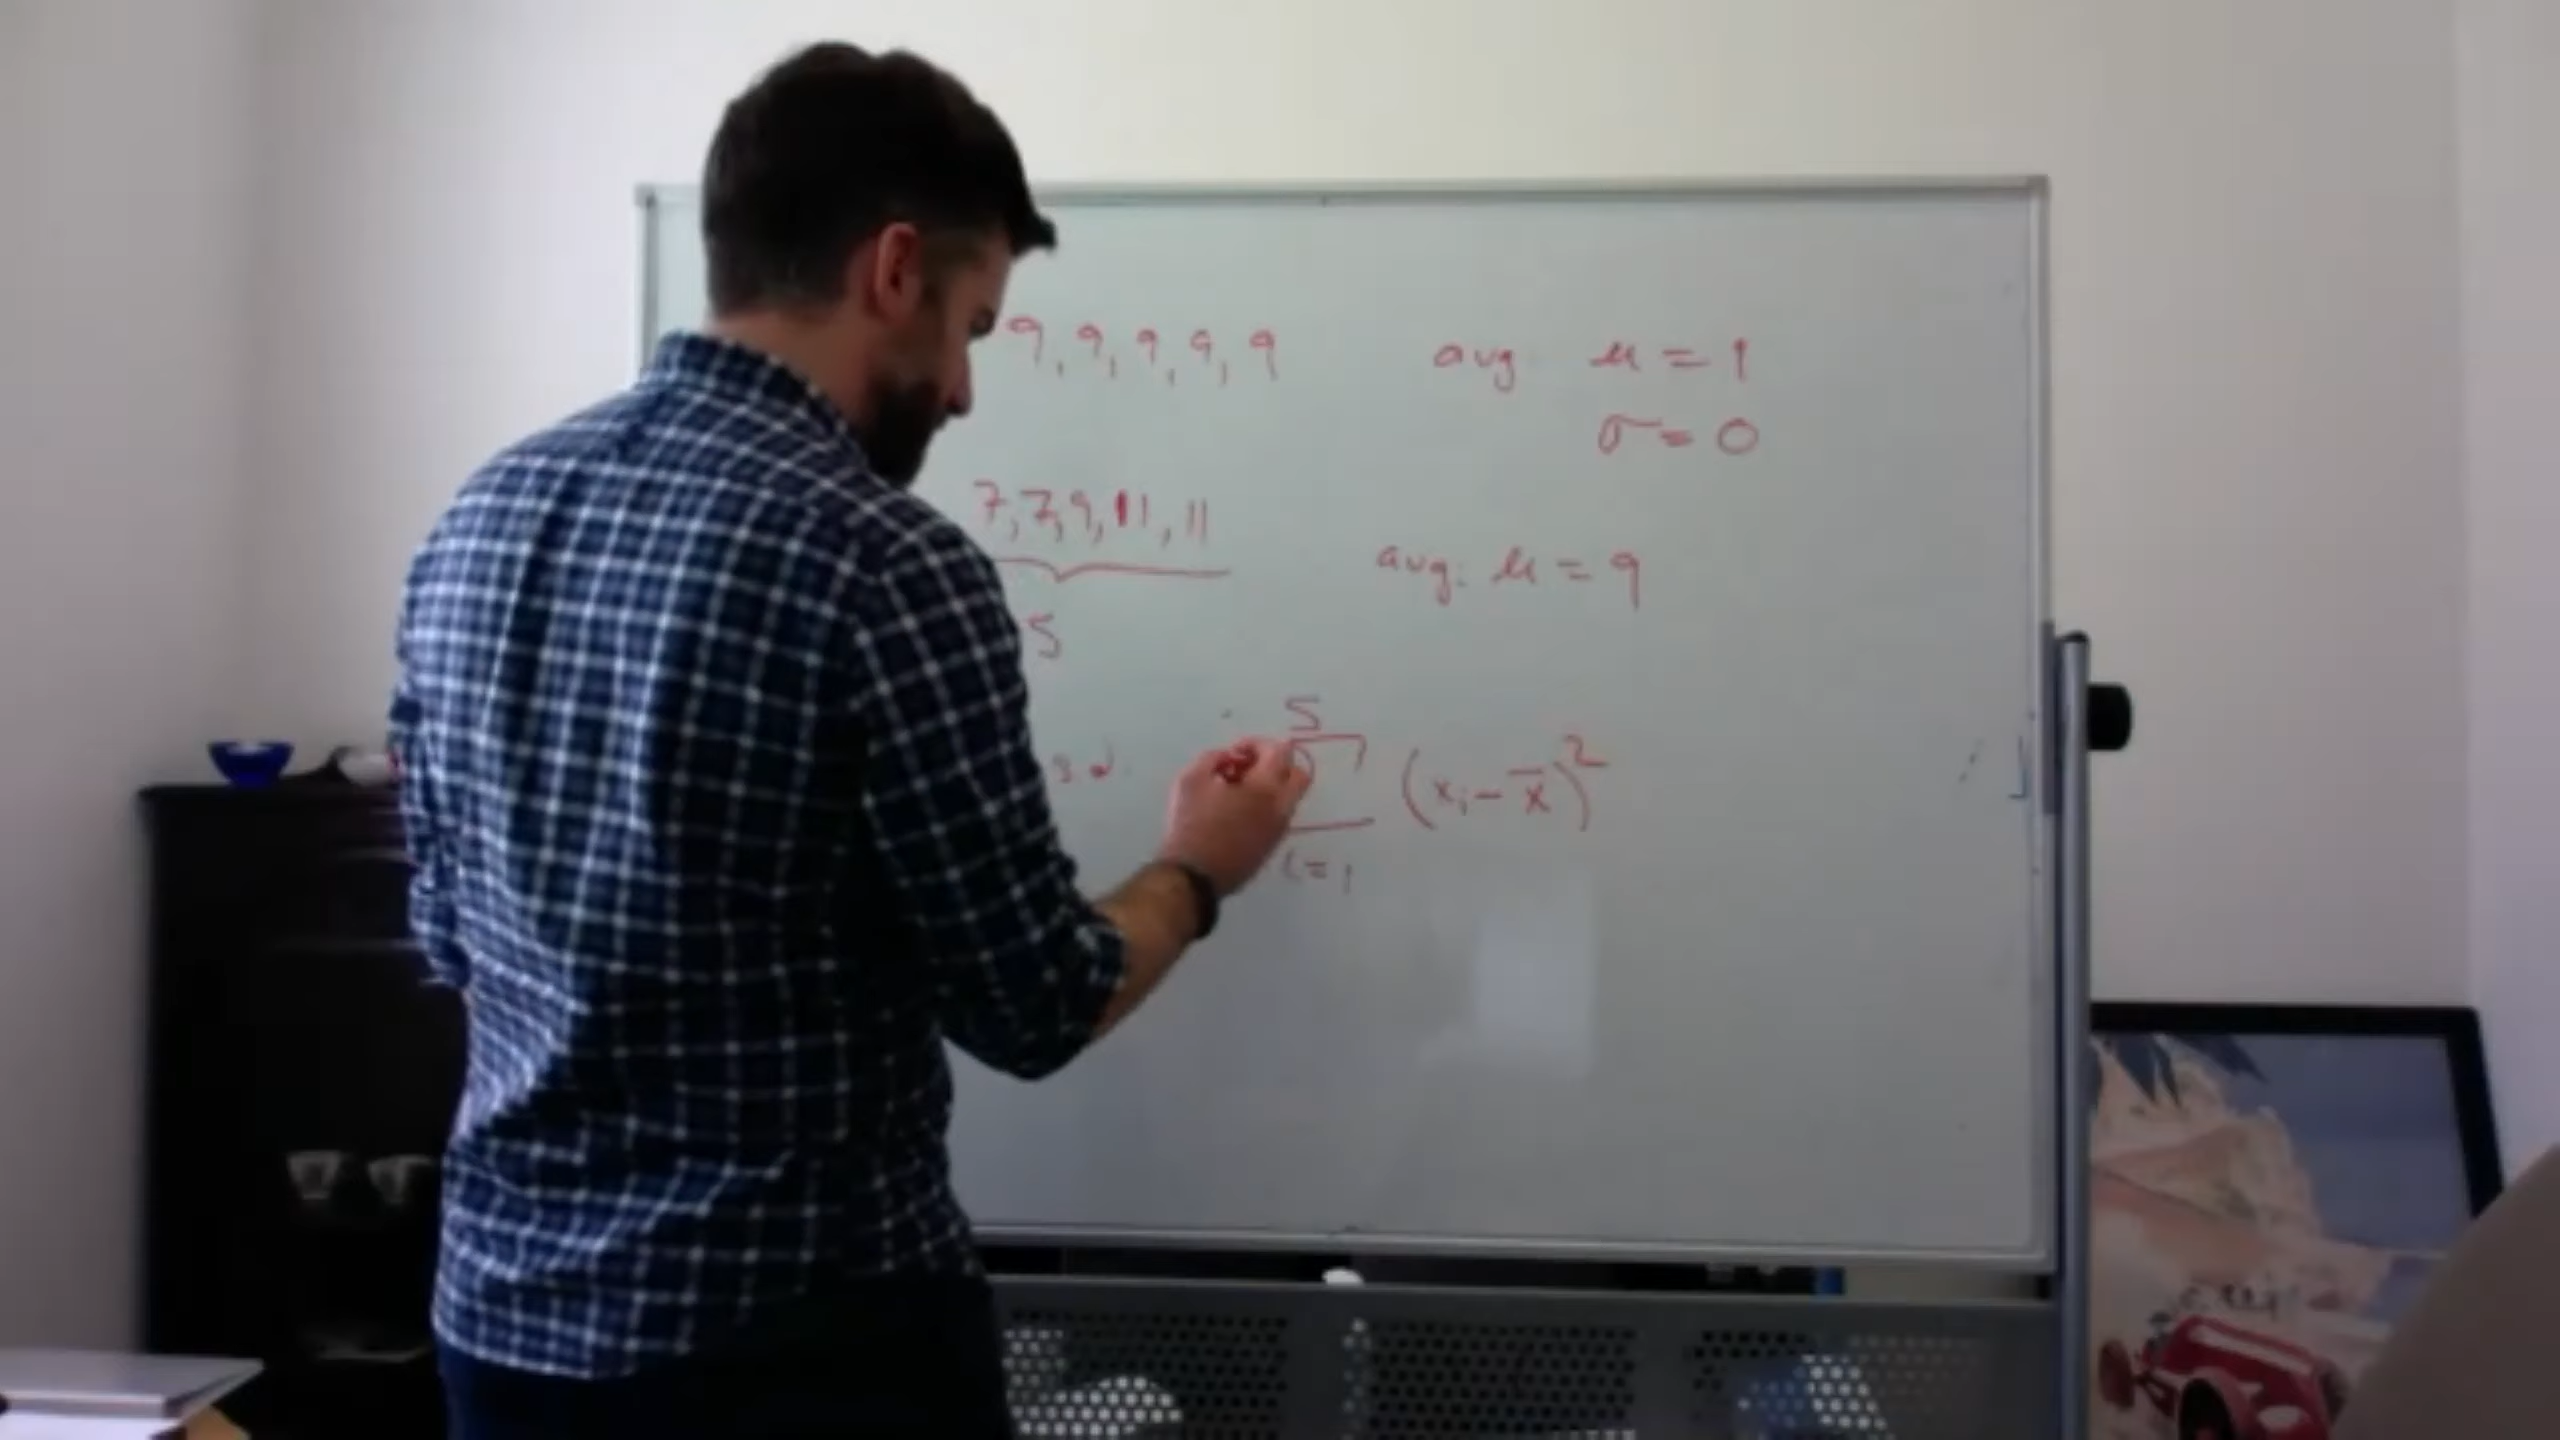 9, 9, 9, 9, 9 avg. μ = 9
σ = 0
7, 7, 9, 11, 11
avg: μ = 9
5
s.d.
5
Σ (xᵢ - x̄)²
i = 1